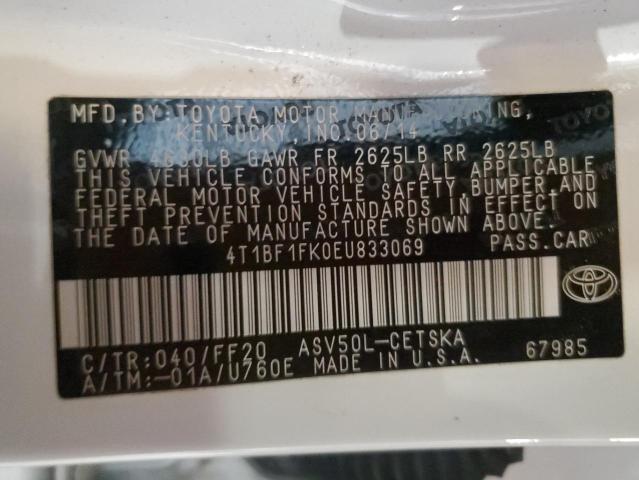 MFD. BY: TOYOTA MOTOR MANUFACTURING,
KENTUCKY, INC. 06/14
GVWR GAWR FR 2625LB RR 2625LB
THIS VEHICLE CONFORMS TO ALL APPLICABLE
FEDERAL MOTOR VEHICLE SAFETY, BUMPER, AND
THEFT PREVENTION STANDARDS IN EFFECT ON
THE DATE OF MANUFACTURE SHOWN ABOVE.
4T1BF1FK0EU833069 PASS. CAR
C/TR: 040/FF20 ASV50L-CETSKA
A/TM: -01A/U760E MADE IN U.S.A. 67985